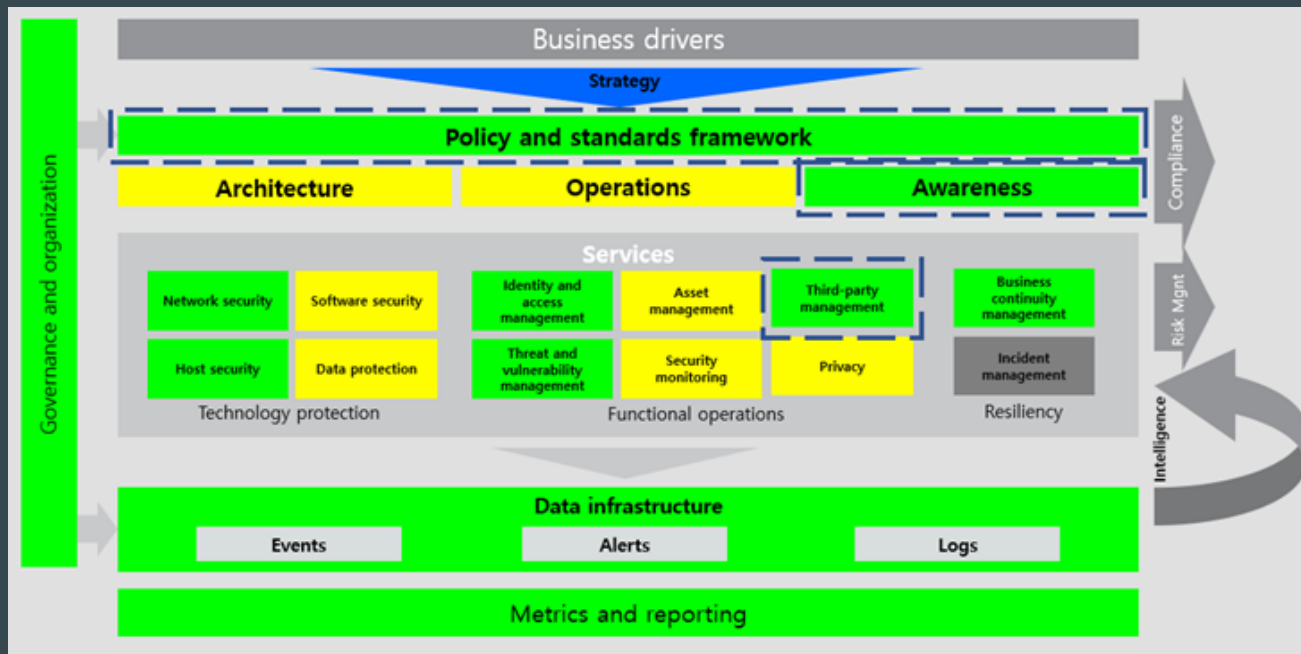 Business drivers
Strategy
Policy and standards framework
Governance and organization
Architecture
Operations
Awareness
Compliance
Services
Network security
Software security
Identity and
access
management
Asset
management
Third-party
management
Business
continuity
management
Risk Mgnt
Host security
Data protection
Threat and
vulnerability
management
Security
monitoring
Privacy
Incident
management
Technology protection
Functional operations
Resiliency
Intelligence
Data infrastructure
Events
Alerts
Logs
Metrics and reporting